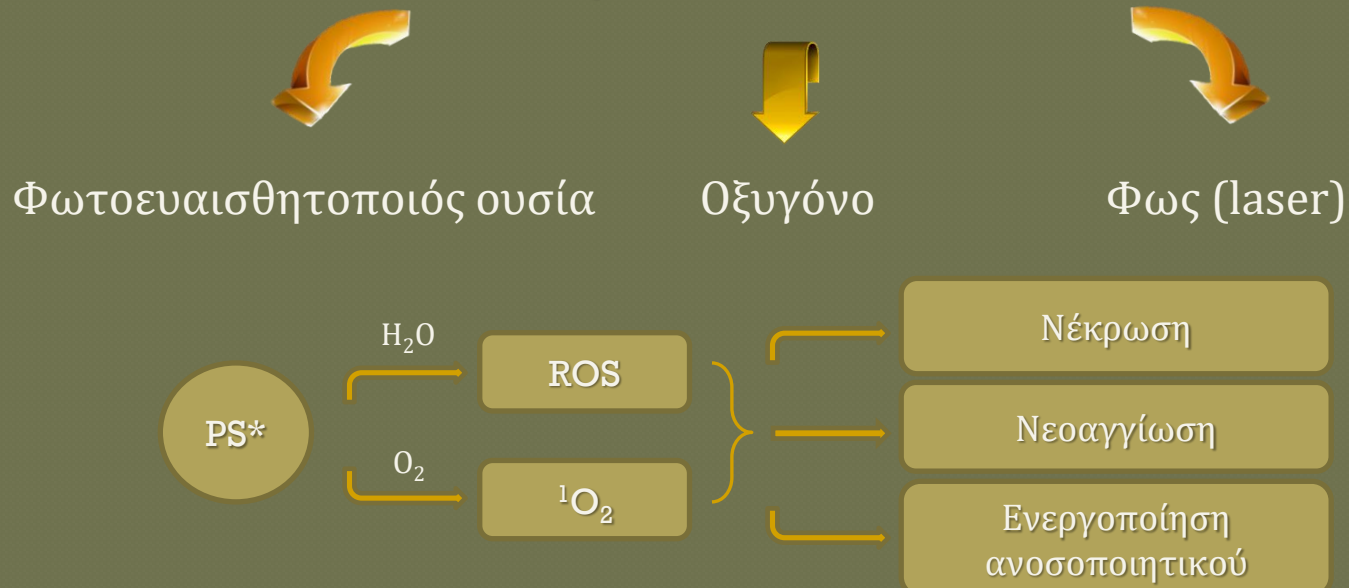 Φωτοευαισθητοποιός ουσία
Οξυγόνο
Φως (laser)
H₂O
ROS
PS*
O₂
¹O₂
Νέκρωση
Νεοαγγίωση
Ενεργοποίηση
ανοσοποιητικού